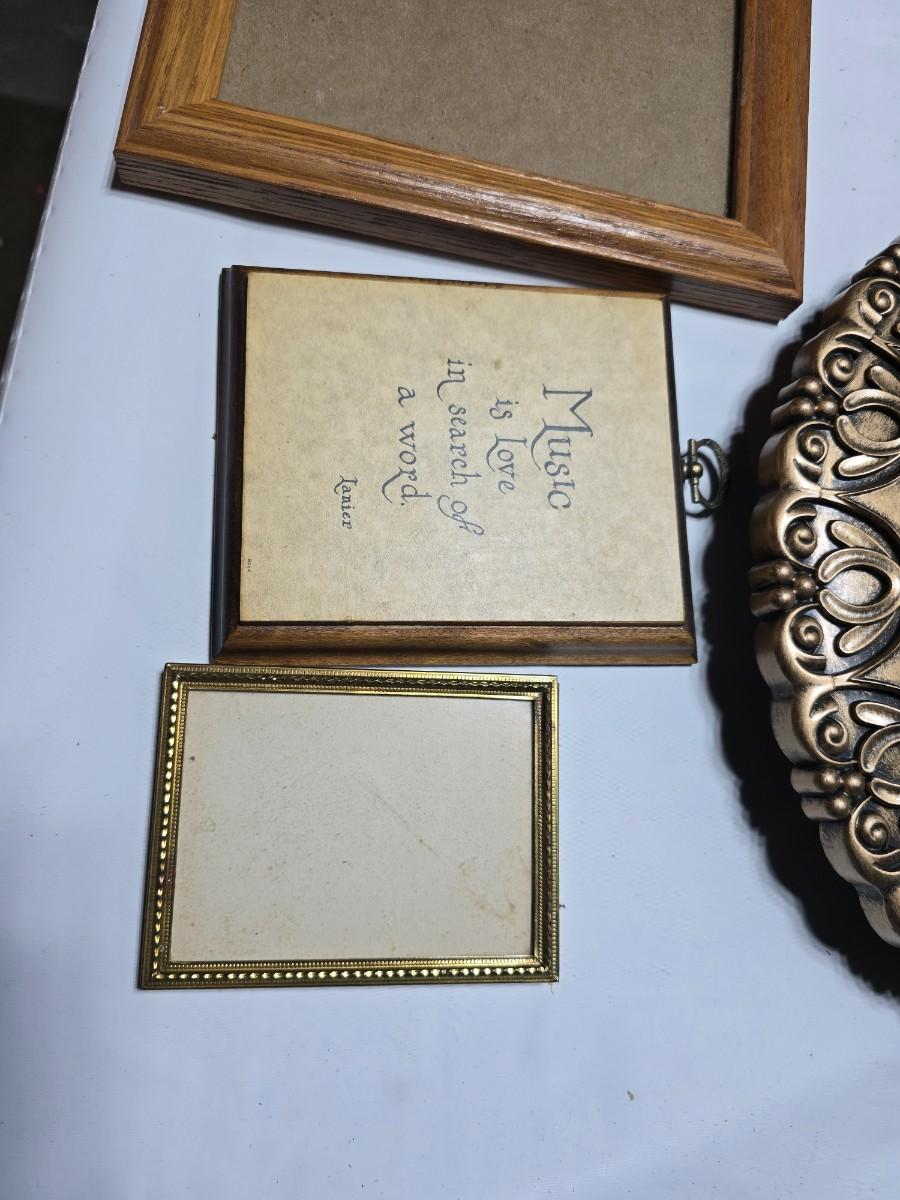 Music
is Love
in search of
a word.
Lanier